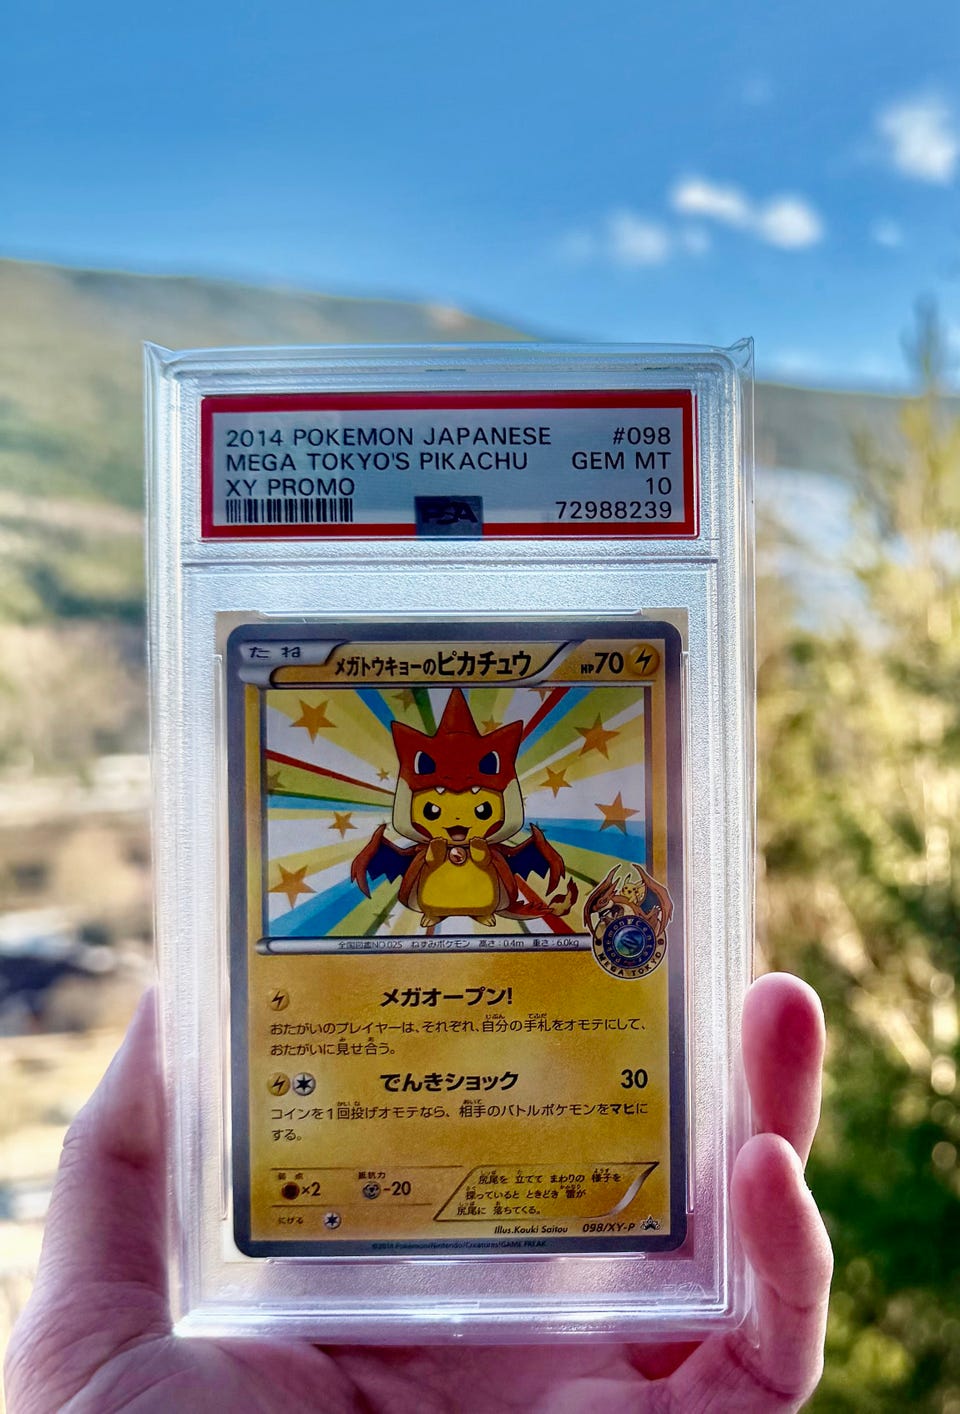 2014 POKEMON JAPANESE #098
MEGA TOKYO'S PIKACHU GEM MT
XY PROMO 10
PSA 72988239
たね メガトウキョーのピカチュウ HP70
全国図鑑NO.025 ねずみポケモン 高さ:0.4m 重さ:6.0kg
MEGA TOKYO
メガオープン!
おたがいのプレイヤーは、それぞれ、自分の手札をオモテにして、
おたがいに見せ合う。
でんきショック 30
コインを1回投げオモテなら、相手のバトルポケモンをマヒに
する。
弱点 抵抗力
×2 -20
にげる
尻尾を 立てて まわりの 様子を
探っていると ときどき 雷が
尻尾に 落ちてくる。
Illus.Kouki Saitou 098/XY-P
©2014 Pokémon/Nintendo/Creatures/GAME FREAK
PSA